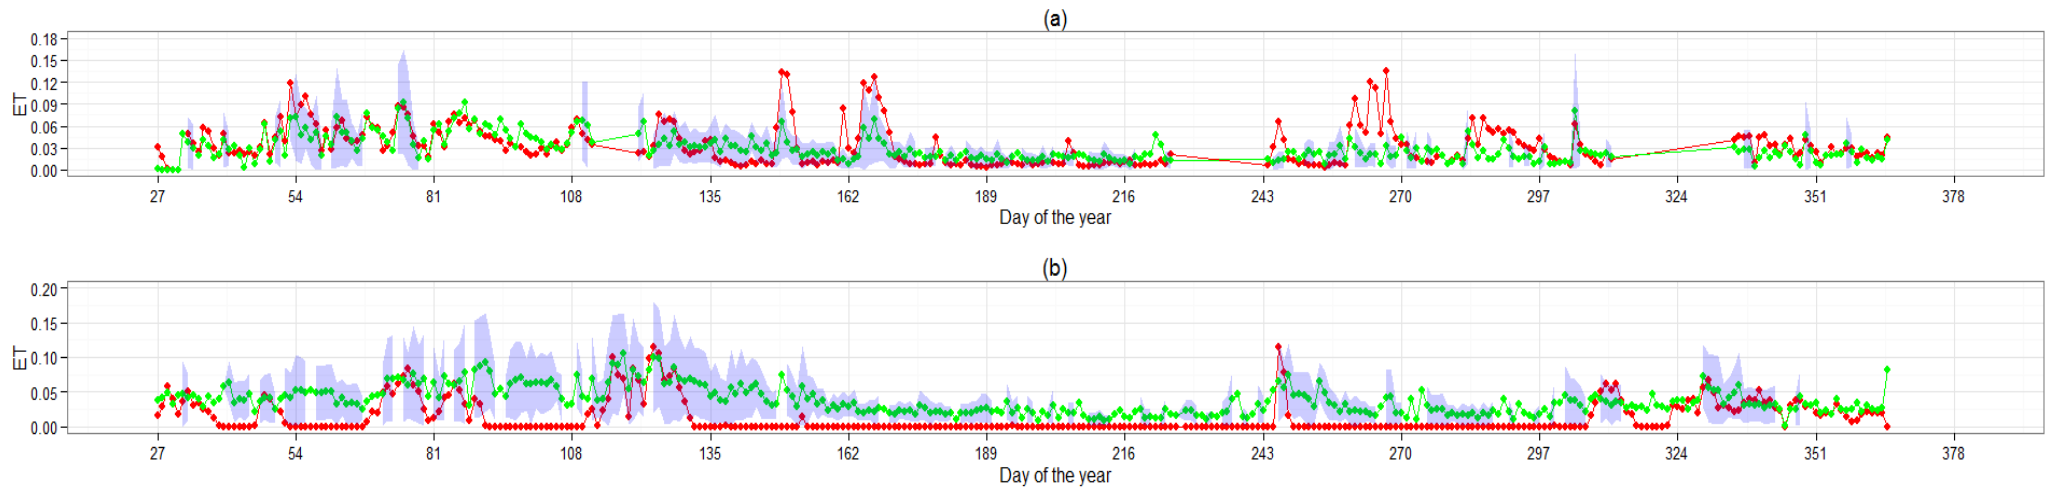 (a)
ET
0.18
0.15
0.12
0.09
0.06
0.03
0.00
27 54 81 108 135 162 189 216 243 270 297 324 351 378
Day of the year
(b)
ET
0.20
0.15
0.10
0.05
0.00
27 54 81 108 135 162 189 216 243 270 297 324 351 378
Day of the year